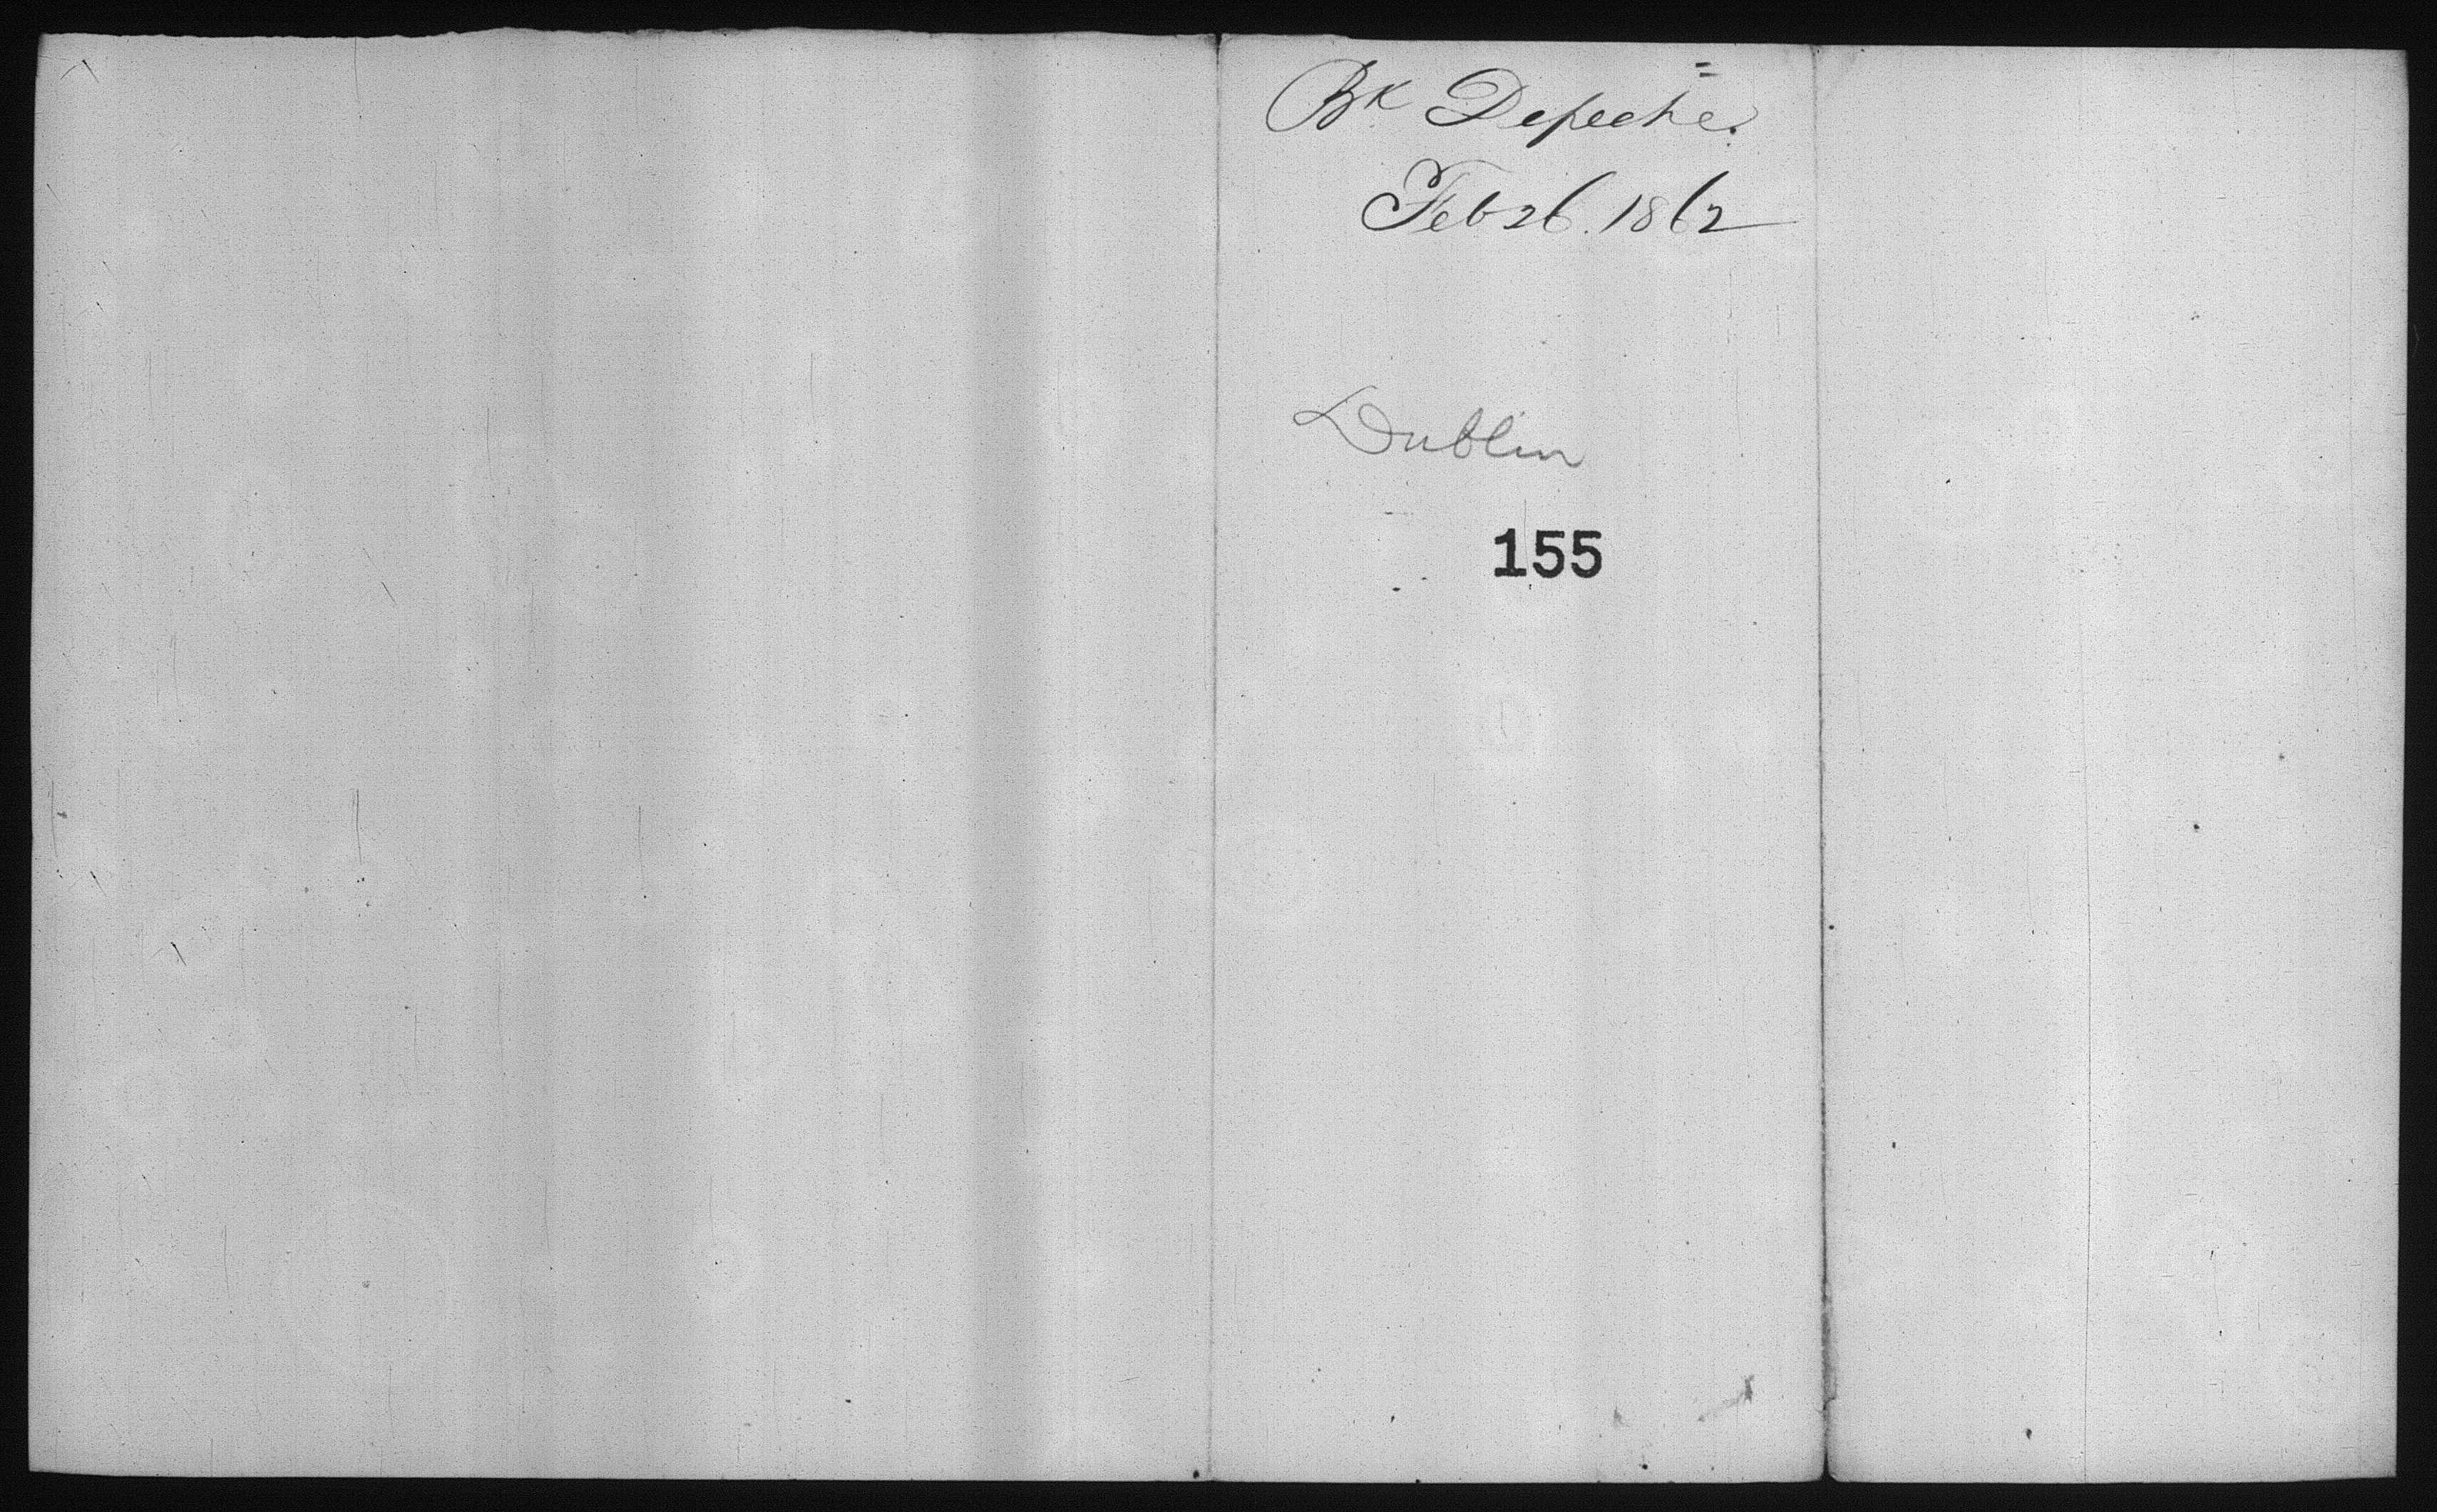 Bk Depeche.
Feb 26. 1862
Dublin
155